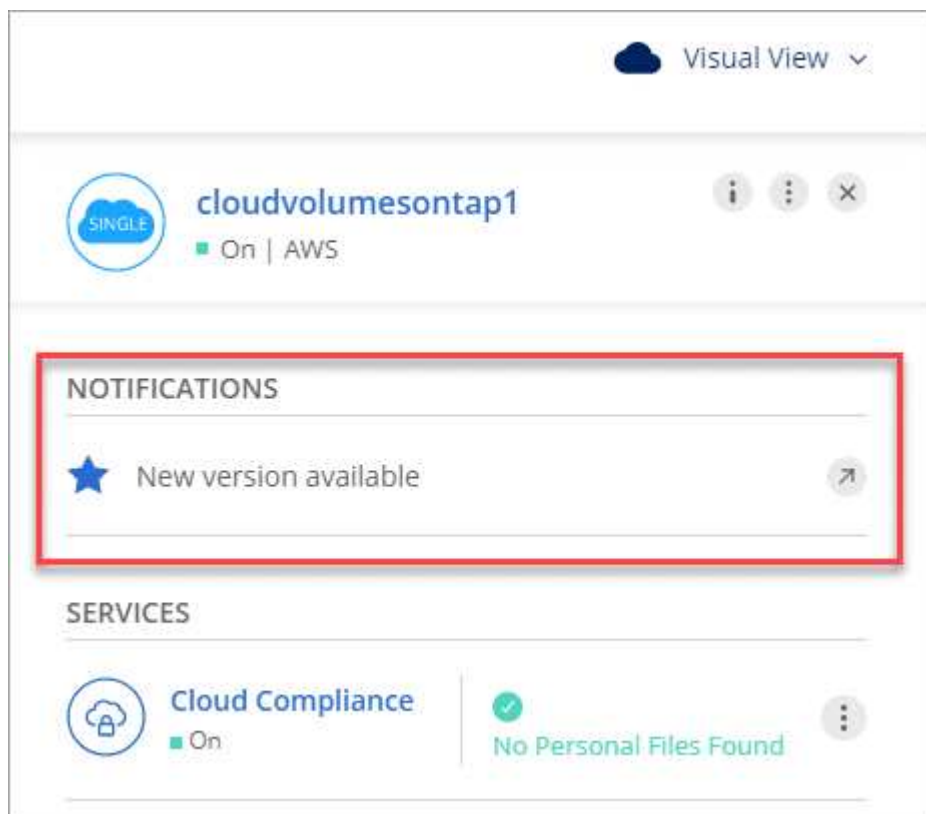 Visual View
SINGLE
cloudvolumesontap1
On | AWS
NOTIFICATIONS
New version available
SERVICES
Cloud Compliance
On
No Personal Files Found